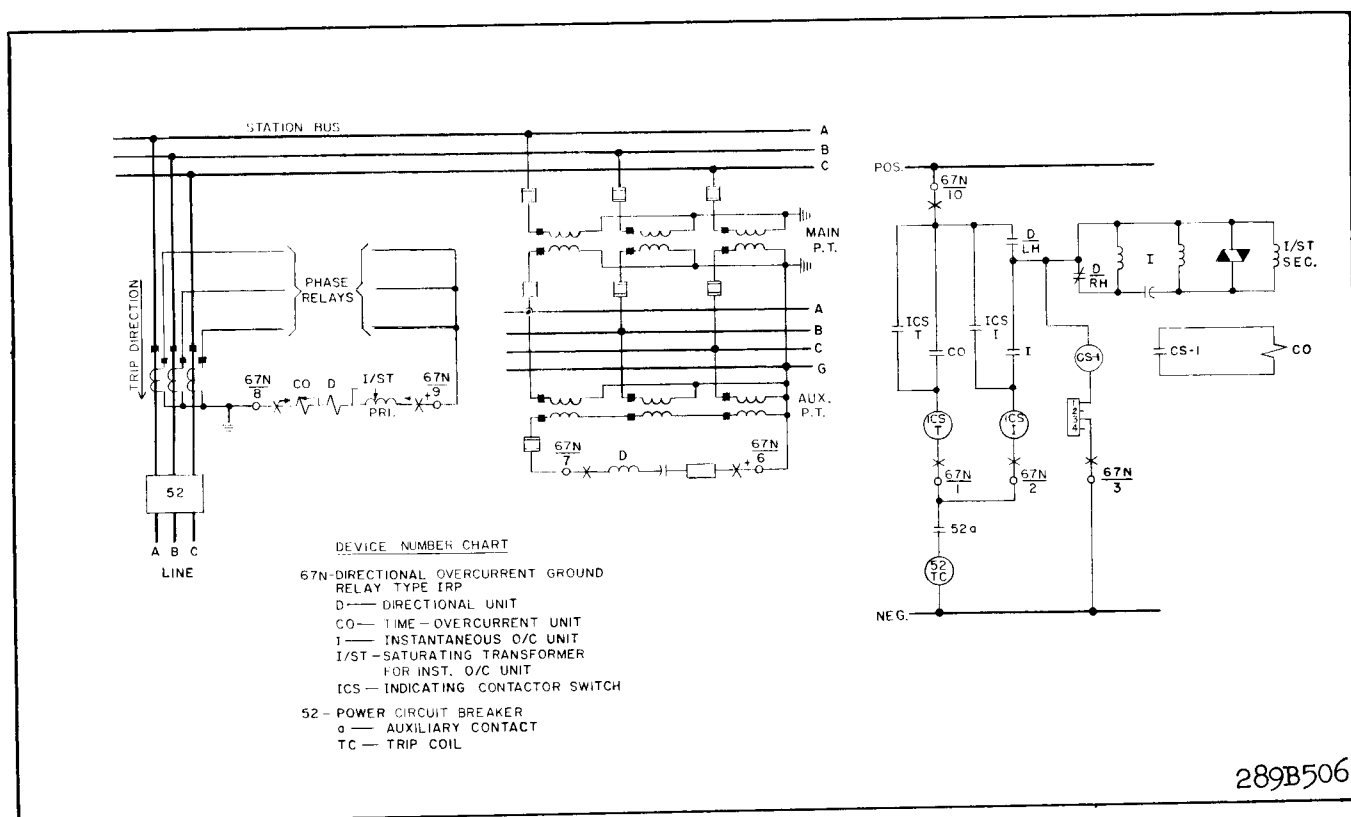 STATION BUS
A
B
C
MAIN
P.T.
TRIP DIRECTION
PHASE
RELAYS
67N
8
CO
D
I/ST
PRI.
67N
+9
A
B
C
G
AUX.
P.T.
67N
7
D
67N
+6
52
A B C
LINE
POS.
67N
10
D
LH
D
RH
I
I/ST
SEC.
ICS
T
CO
ICS
I
I
CS-1
CS-1
CO
ICS
T
ICS
I
1
2
3
4
67N
1
67N
2
67N
3
52a
52
TC
NEG.
DEVICE NUMBER CHART
67N-DIRECTIONAL OVERCURRENT GROUND
RELAY TYPE IRP
D — DIRECTIONAL UNIT
CO — TIME-OVERCURRENT UNIT
I — INSTANTANEOUS O/C UNIT
I/ST-SATURATING TRANSFORMER
FOR INST. O/C UNIT
ICS — INDICATING CONTACTOR SWITCH
52 - POWER CIRCUIT BREAKER
a — AUXILIARY CONTACT
TC — TRIP COIL
289B506